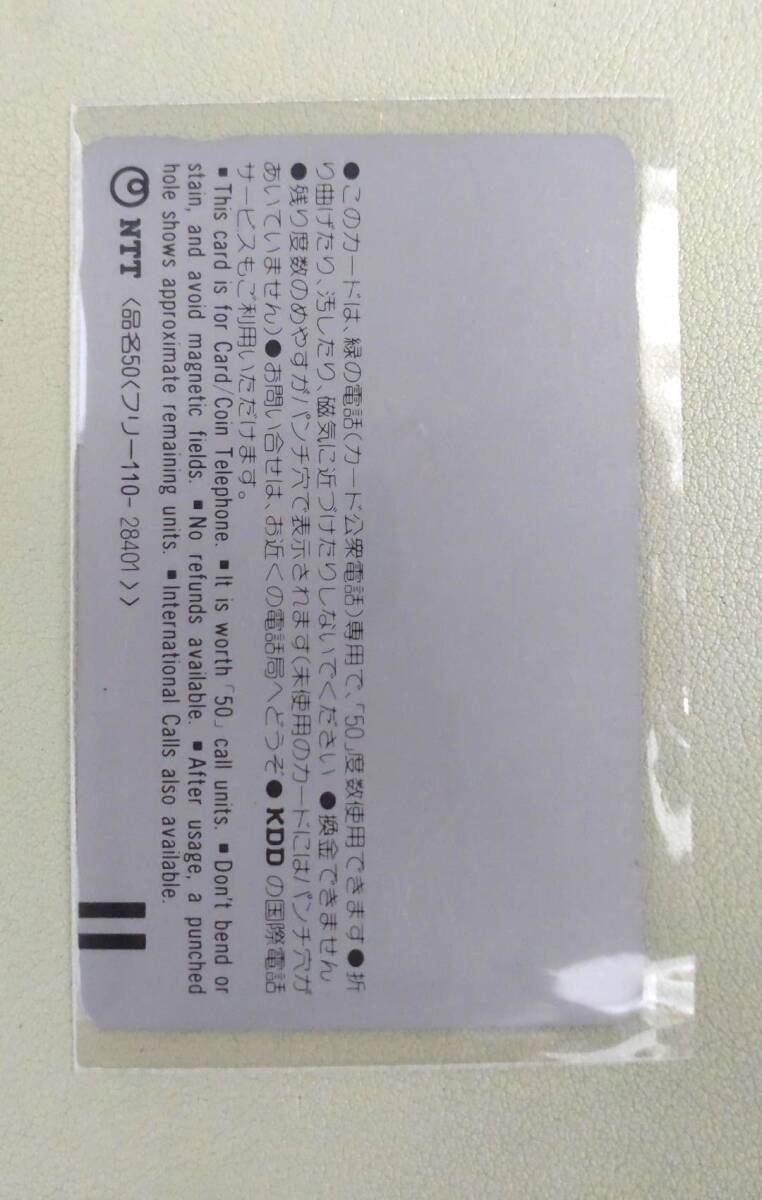 ●このカードは、緑の電話(カード公衆電話)専用で、「50」度数使用できます●折
り曲げたり、汚したり、磁気に近づけたりしないでください ●換金できません
●残り度数のめやすがパンチ穴で表示されます(未使用のカードにはパンチ穴が
あいていません)●お問い合せは、お近くの電話局へどうぞ● KDD の国際電話
サービスもご利用いただけます。
■This card is for Card/Coin Telephone. ■It is worth「50」call units. ■Don't bend or
stain, and avoid magnetic fields. ■No refunds available. ■After usage, a punched
hole shows approximate remaining units. ■International Calls also available.
NTT 〈品名50〈フリー110- 28401〉〉